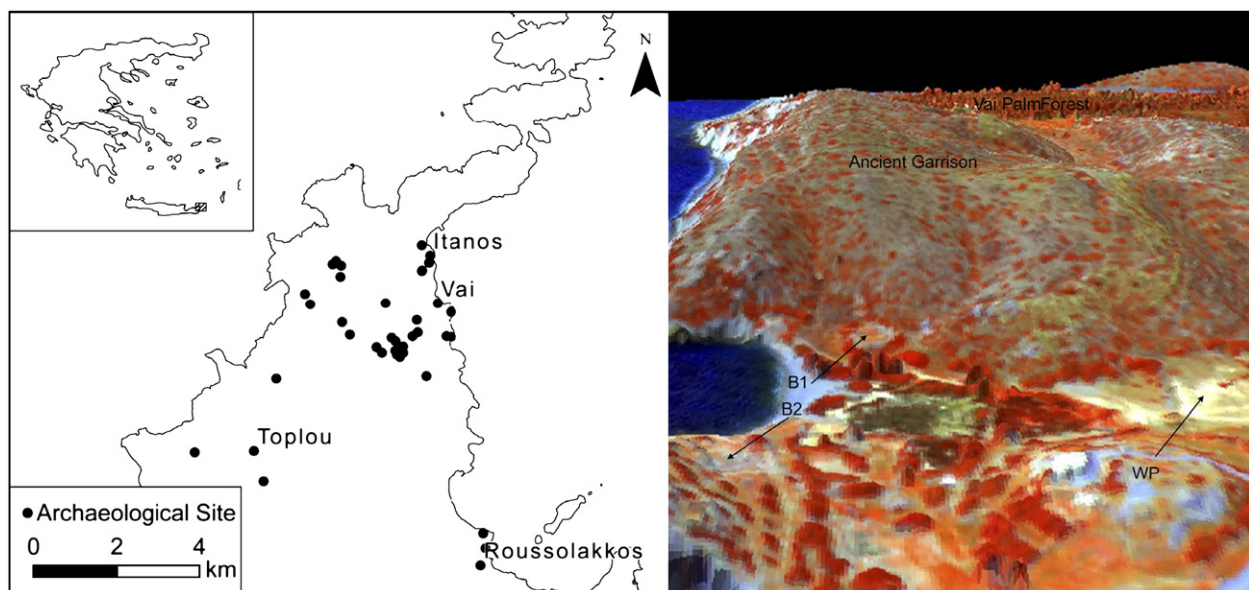 N
Itanos
Vai
Toplou
Roussolakkos
Archaeological Site
0 2 4
km
Vai PalmForest
Ancient Garrison
B1
B2
WP